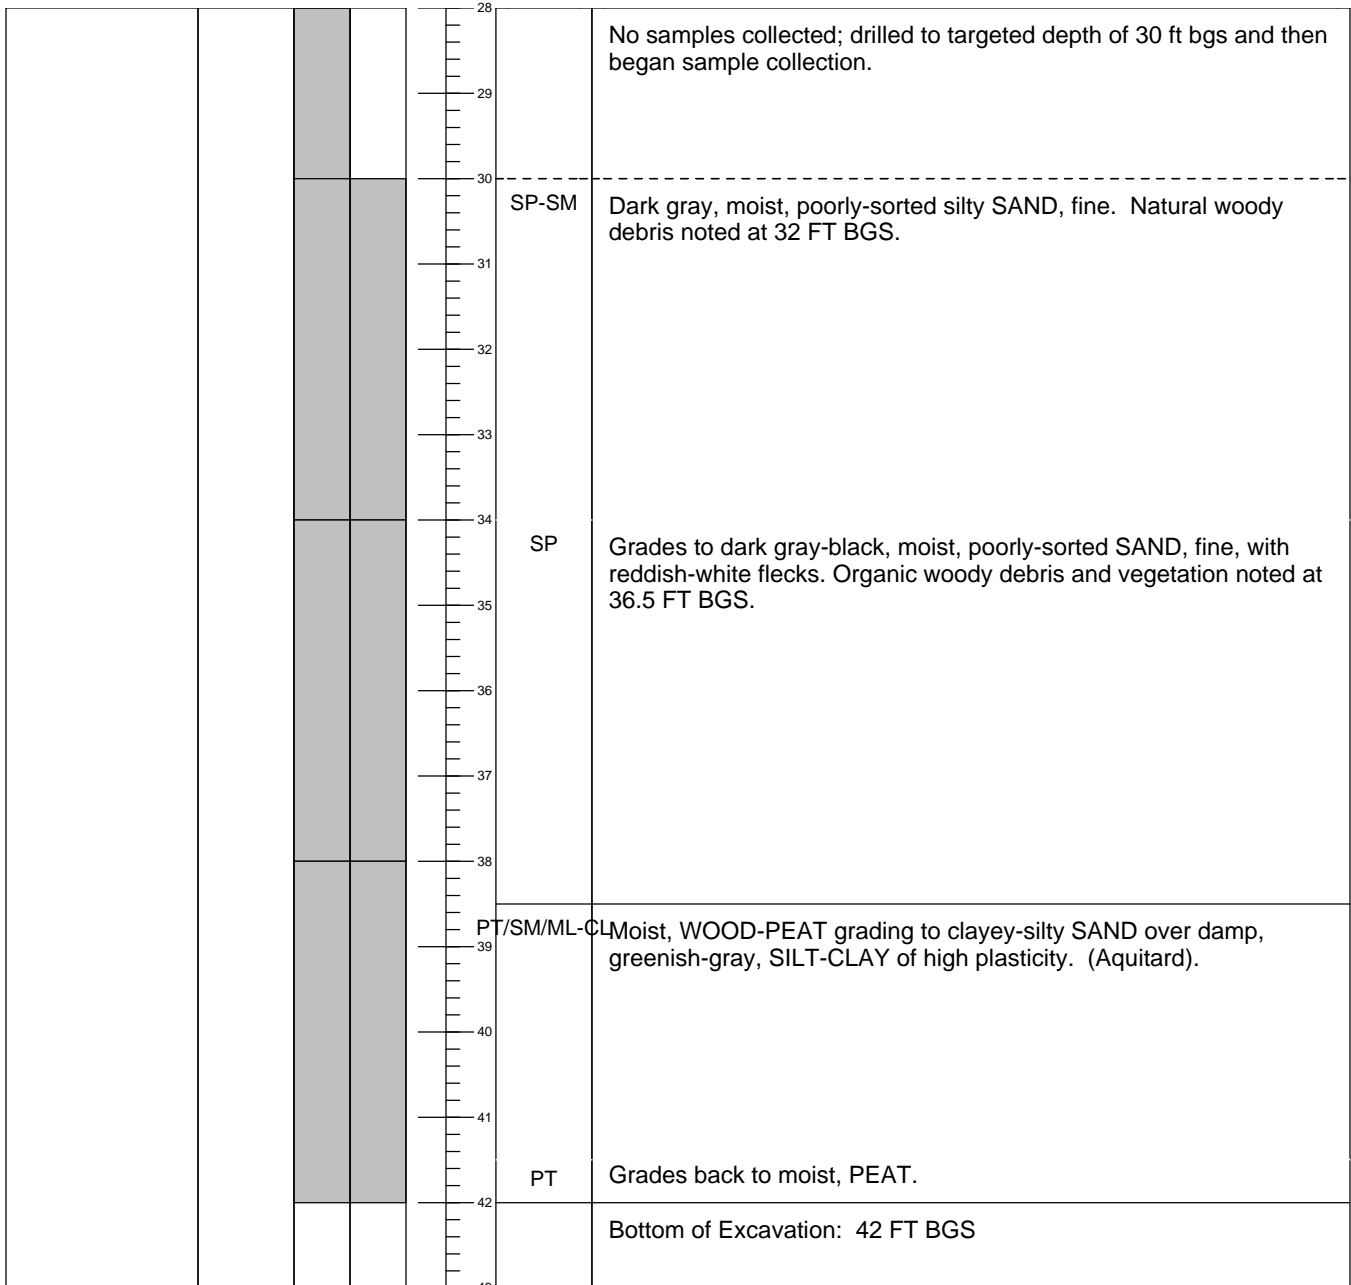 28
No samples collected; drilled to targeted depth of 30 ft bgs and then
began sample collection.
29
30
SP-SM
Dark gray, moist, poorly-sorted silty SAND, fine. Natural woody
debris noted at 32 FT BGS.
31
32
33
34
SP
Grades to dark gray-black, moist, poorly-sorted SAND, fine, with
reddish-white flecks. Organic woody debris and vegetation noted at
36.5 FT BGS.
35
36
37
38
PT/SM/ML-CL
Moist, WOOD-PEAT grading to clayey-silty SAND over damp,
greenish-gray, SILT-CLAY of high plasticity. (Aquitard).
39
40
41
PT
Grades back to moist, PEAT.
42
Bottom of Excavation: 42 FT BGS